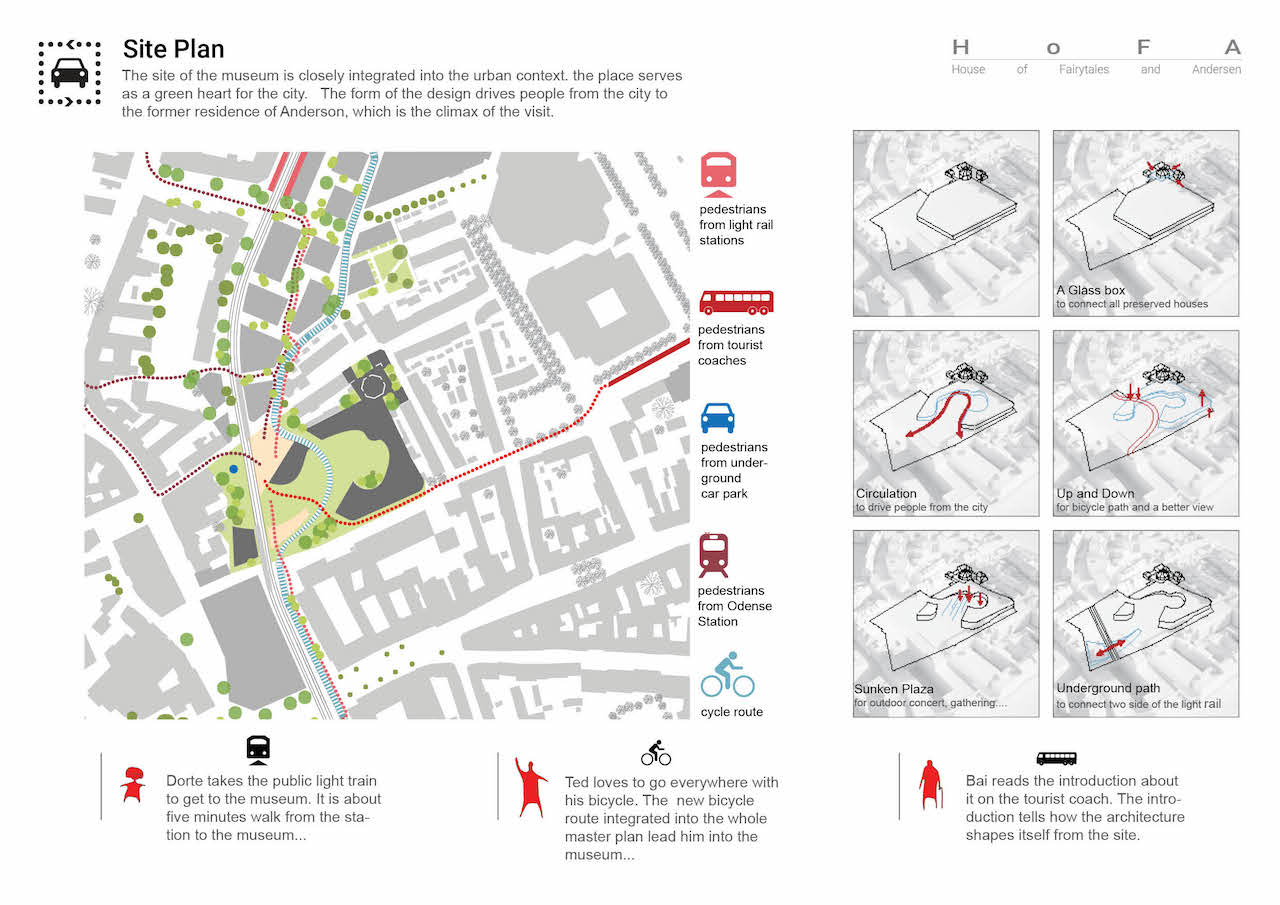 Site Plan
The site of the museum is closely integrated into the urban context. the place serves
as a green heart for the city.   The form of the design drives people from the city to
the former residence of Anderson, which is the climax of the visit.
H o F A
House of Fairytales and Andersen
pedestrians
from light rail
stations
pedestrians
from tourist
coaches
pedestrians
from under-
ground
car park
pedestrians
from Odense
Station
cycle route
A Glass box
to connect all preserved houses
Circulation
to drive people from the city
Up and Down
for bicycle path and a better view
Sunken Plaza
for outdoor concert, gathering....
Underground path
to connect two side of the light rail
Dorte takes the public light train
to get to the museum. It is about
five minutes walk from the sta-
tion to the museum...
Ted loves to go everywhere with
his bicycle. The  new bicycle
route integrated into the whole
master plan lead him into the
museum...
Bai reads the introduction about
it on the tourist coach. The intro-
duction tells how the architecture
shapes itself from the site.